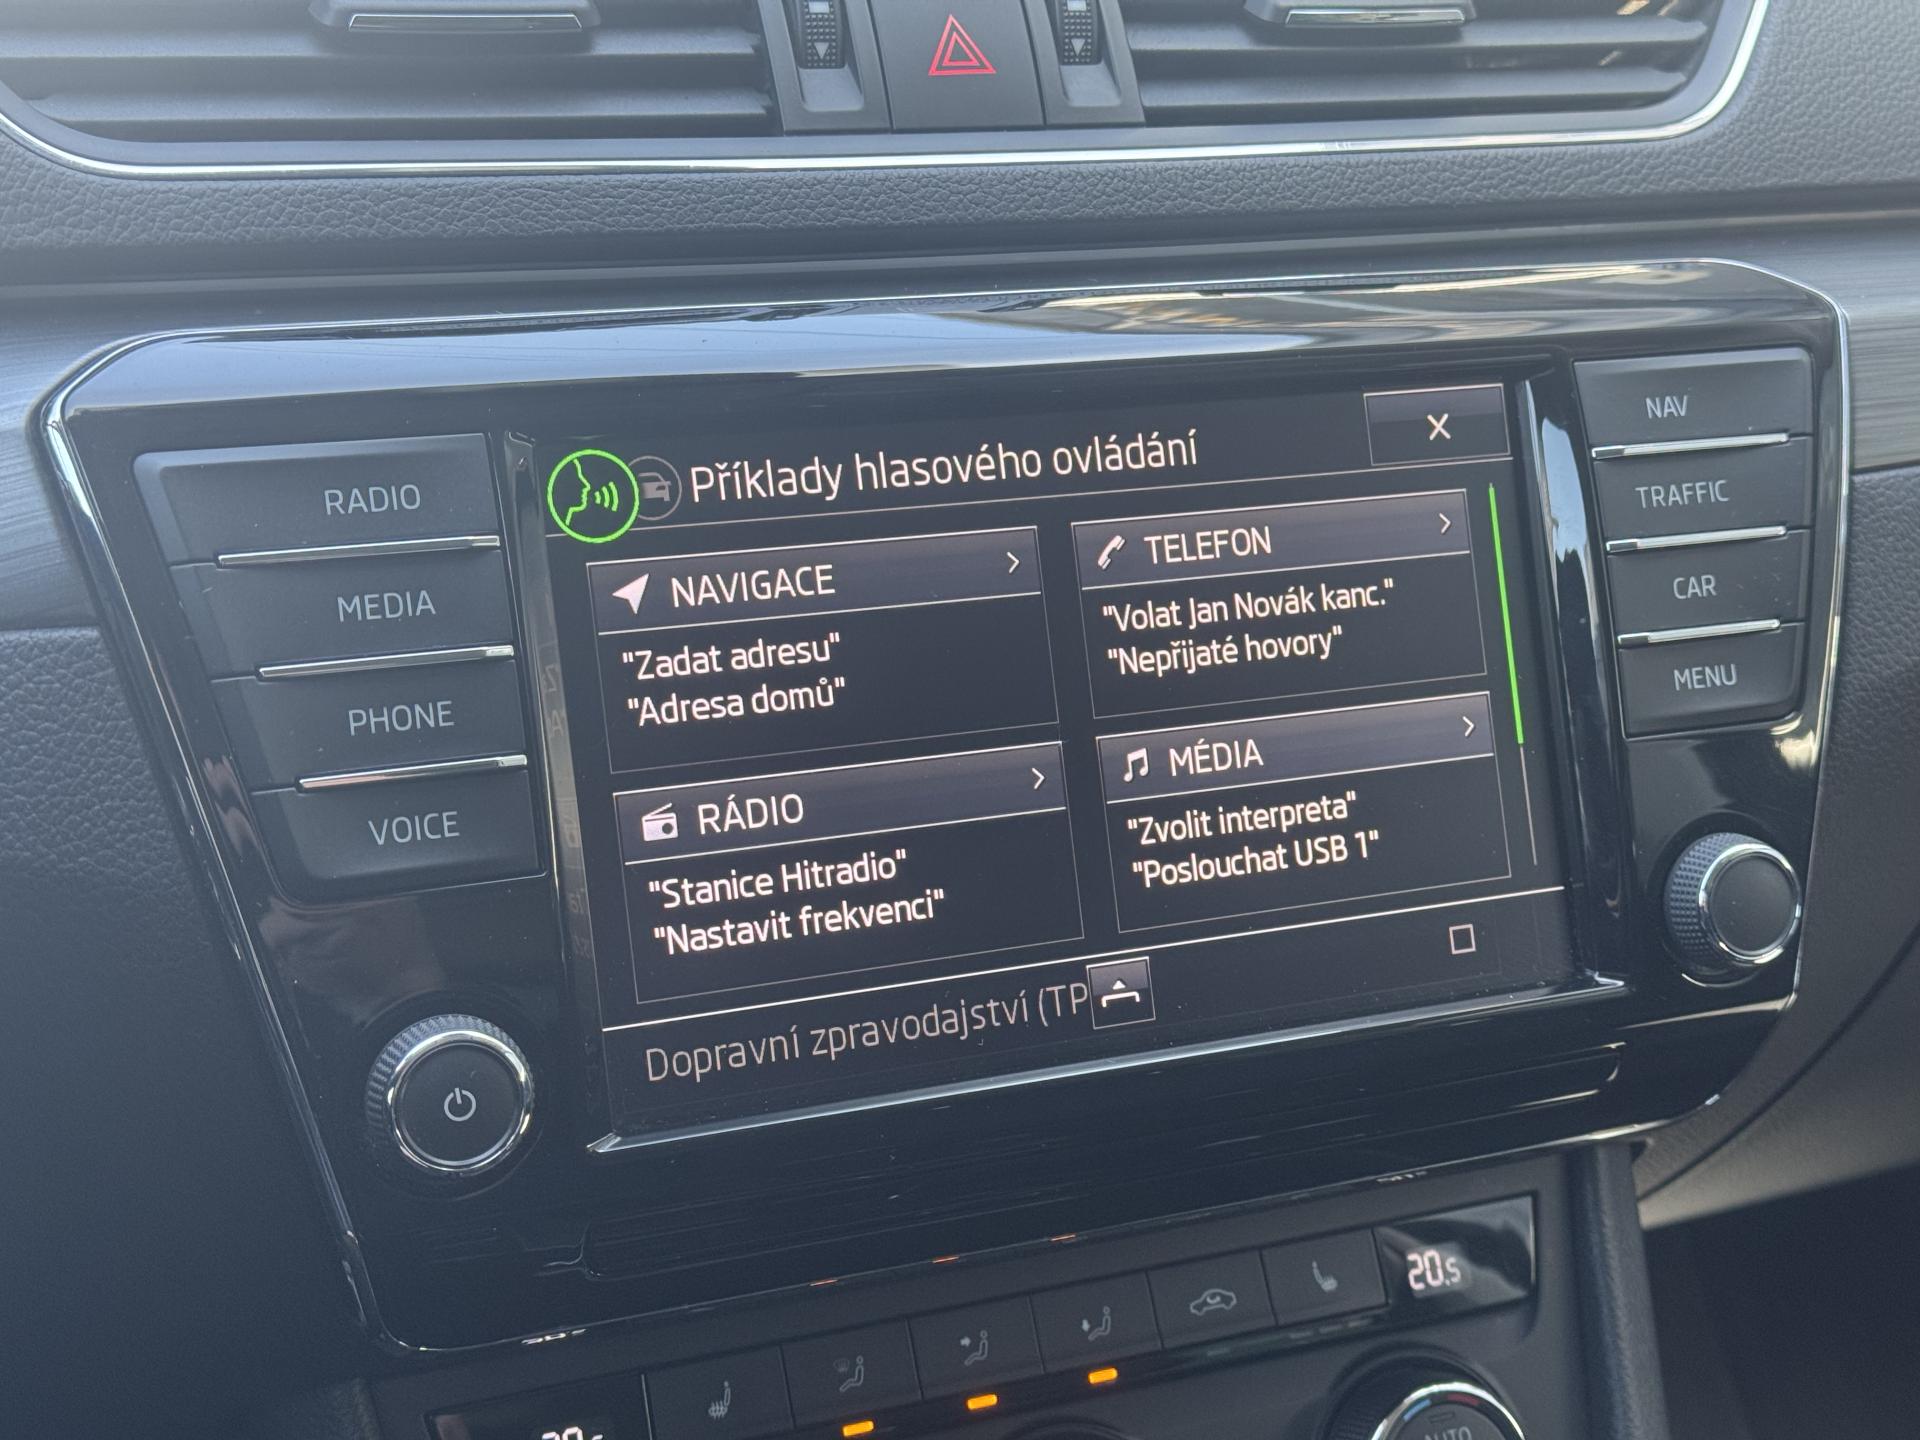 RADIO
MEDIA
PHONE
VOICE
Příklady hlasového ovládání
X
NAVIGACE
"Zadat adresu"
"Adresa domů"
TELEFON
"Volat Jan Novák kanc."
"Nepřijaté hovory"
RÁDIO
"Stanice Hitradio"
"Nastavit frekvenci"
MÉDIA
"Zvolit interpreta"
"Poslouchat USB 1"
Dopravní zpravodajství (TP
NAV
TRAFFIC
CAR
MENU
20.5
AUTO